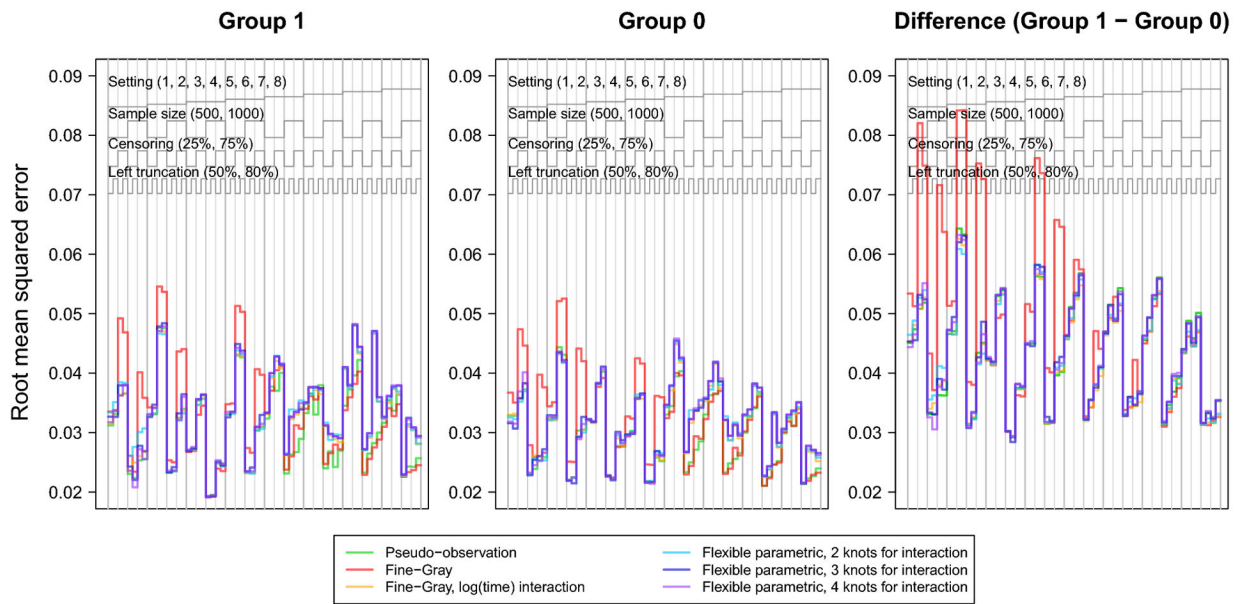 Group 1
Group 0
Difference (Group 1 − Group 0)
Root mean squared error
0.09
0.08
0.07
0.06
0.05
0.04
0.03
0.02
Setting (1, 2, 3, 4, 5, 6, 7, 8)
Sample size (500, 1000)
Censoring (25%, 75%)
Left truncation (50%, 80%)
0.09
0.08
0.07
0.06
0.05
0.04
0.03
0.02
Setting (1, 2, 3, 4, 5, 6, 7, 8)
Sample size (500, 1000)
Censoring (25%, 75%)
Left truncation (50%, 80%)
0.09
0.08
0.07
0.06
0.05
0.04
0.03
0.02
Setting (1, 2, 3, 4, 5, 6, 7, 8)
Sample size (500, 1000)
Censoring (25%, 75%)
Left truncation (50%, 80%)
Pseudo−observation
Fine−Gray
Fine−Gray, log(time) interaction
Flexible parametric, 2 knots for interaction
Flexible parametric, 3 knots for interaction
Flexible parametric, 4 knots for interaction